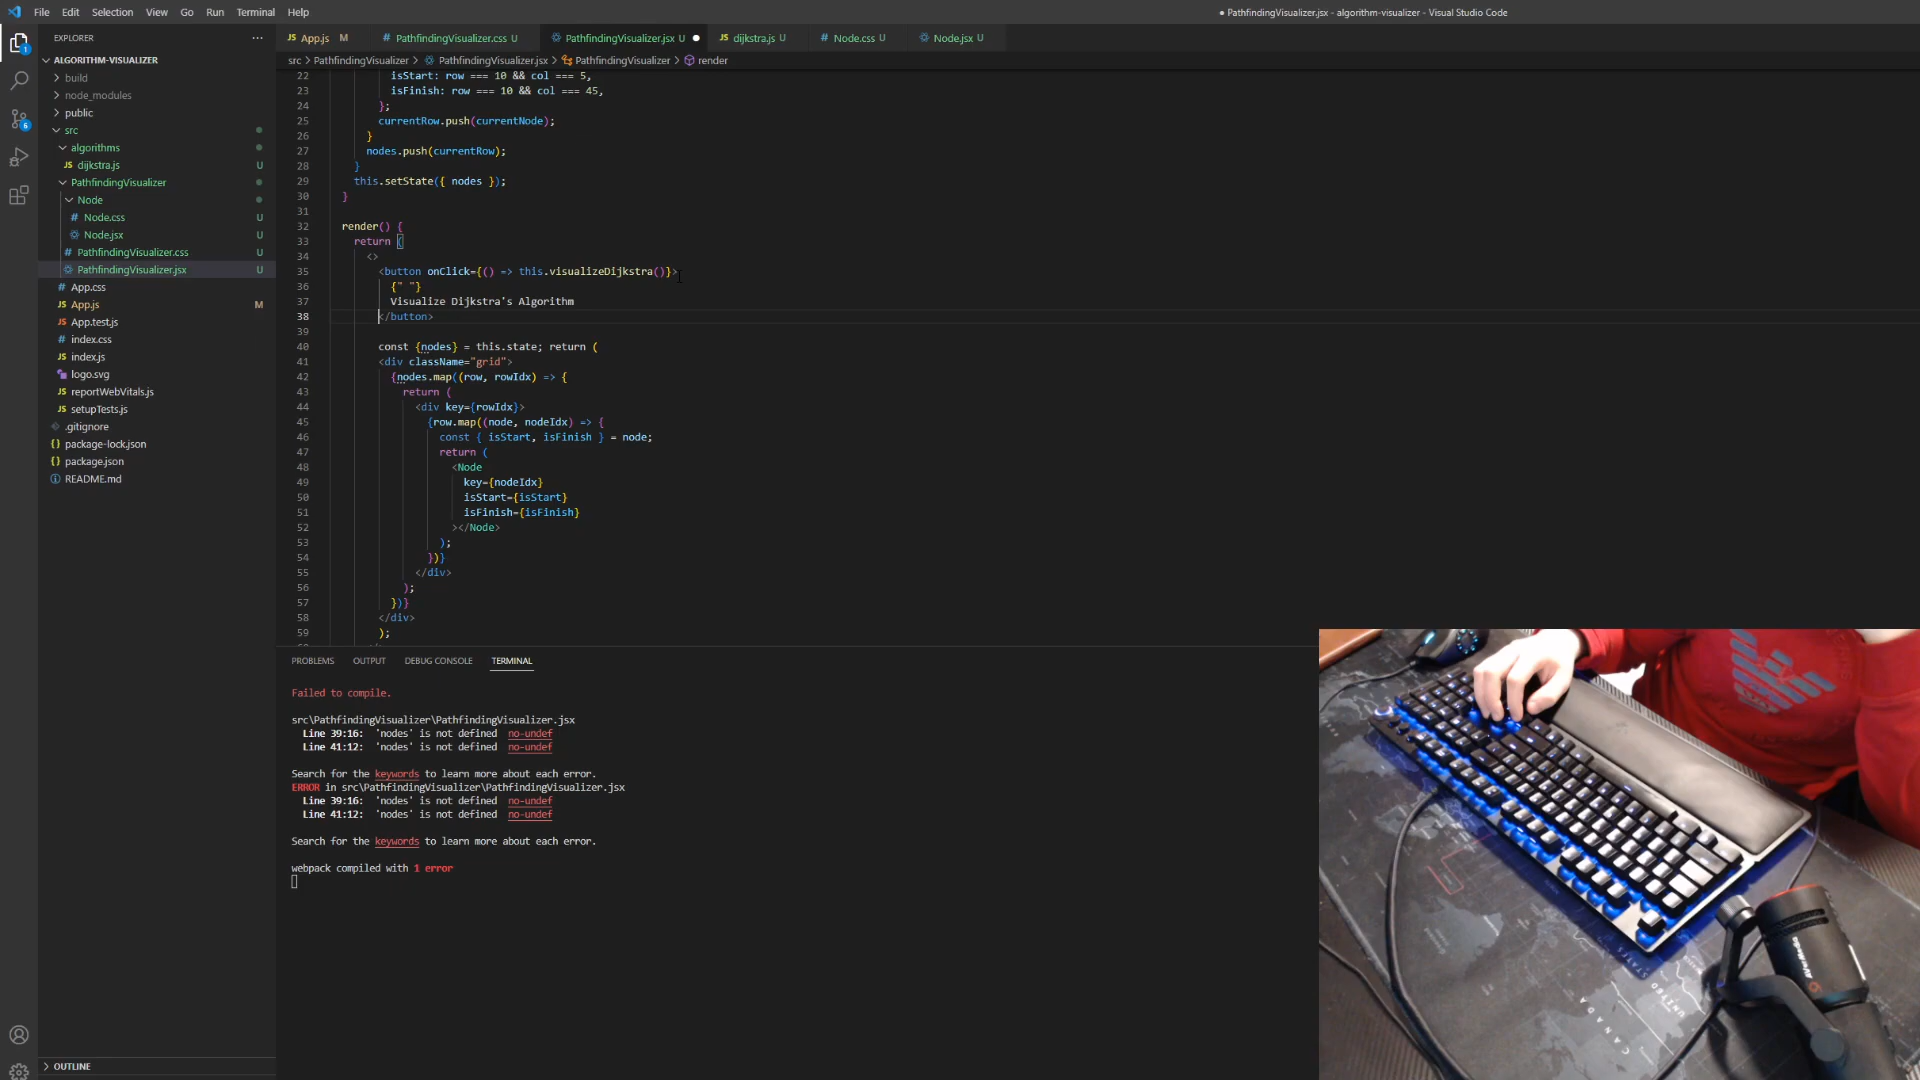 File Edit Selection View Go Run Terminal Help
● PathfindingVisualizer.jsx - algorithm-visualizer - Visual Studio Code
EXPLORER ...
ALGORITHM-VISUALIZER
build
node_modules
public
src
algorithms
JS dijkstra.js U
PathfindingVisualizer
Node
# Node.css U
Node.jsx U
# PathfindingVisualizer.css U
PathfindingVisualizer.jsx U
# App.css U
JS App.js M
App.test.js U
# index.css U
JS index.js U
logo.svg U
JS reportWebVitals.js U
JS setupTests.js U
.gitignore
{} package-lock.json
{} package.json
README.md
OUTLINE
1
6
JS App.js M
# PathfindingVisualizer.css U
PathfindingVisualizer.jsx U ●
JS dijkstra.js U
# Node.css U
Node.jsx U
src > PathfindingVisualizer > PathfindingVisualizer.jsx > PathfindingVisualizer > render
22 isStart: row === 10 && col === 5,
23 isFinish: row === 10 && col === 45,
24 };
25 currentRow.push(currentNode);
26 }
27 nodes.push(currentRow);
28 }
29 this.setState({ nodes });
30 }
31
32 render() {
33 return (
34 <>
35 <button onClick={() => this.visualizeDijkstra()}>
36 {" "}
37 Visualize Dijkstra's Algorithm
38 </button>
39
40 const {nodes} = this.state; return (
41 <div className="grid">
42 {nodes.map((row, rowIdx) => {
43 return (
44 <div key={rowIdx}>
45 {row.map((node, nodeIdx) => {
46 const { isStart, isFinish } = node;
47 return (
48 <Node
49 key={nodeIdx}
50 isStart={isStart}
51 isFinish={isFinish}
52 ></Node>
53 );
54 })}
55 </div>
56 );
57 })}
58 </div>
59 );
PROBLEMS OUTPUT DEBUG CONSOLE TERMINAL
Failed to compile.
src\PathfindingVisualizer\PathfindingVisualizer.jsx
Line 39:16: 'nodes' is not defined no-undef
Line 41:12: 'nodes' is not defined no-undef
Search for the keywords to learn more about each error.
ERROR in src\PathfindingVisualizer\PathfindingVisualizer.jsx
Line 39:16: 'nodes' is not defined no-undef
Line 41:12: 'nodes' is not defined no-undef
Search for the keywords to learn more about each error.
webpack compiled with 1 error
CANADA
AVerMedia